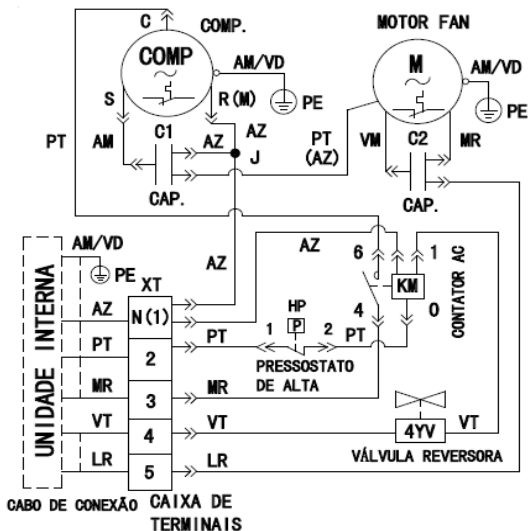 C
COMP.
MOTOR FAN
COMP
AM/VD
M
AM/VD
S
R(M)
PE
PE
PT
AM
C1
AZ
AZ
J
PT
(AZ)
VM
C2
MR
CAP.
CAP.
AM/VD
PE
XT
AZ
AZ
6
1
KM
4
0
CONTATOR AC
UNIDADE INTERNA
AZ
N(1)
HP
P
PT
2
PT
1
2
PT
PRESSOSTATO
DE ALTA
MR
3
MR
VT
4
VT
4YV
VT
VÁLVULA REVERSORA
LR
5
LR
CABO DE CONEXÃO
CAIXA DE
TERMINAIS